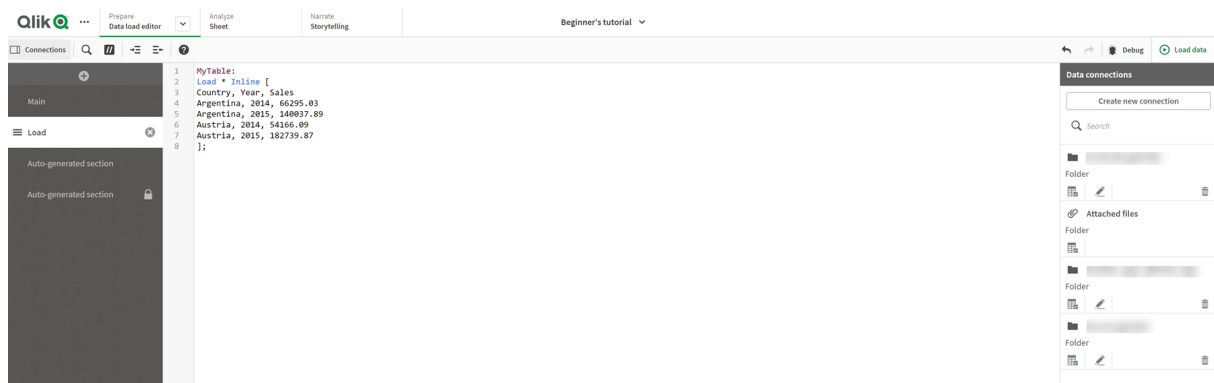 Qlik
Prepare
Data load editor
Analyze
Sheet
Narrate
Storytelling
Beginner's tutorial
Connections
Debug
Load data
Main
Load
Auto-generated section
Auto-generated section
1 MyTable:
2 Load * Inline [
3 Country, Year, Sales
4 Argentina, 2014, 66295.03
5 Argentina, 2015, 140037.89
6 Austria, 2014, 54166.09
7 Austria, 2015, 182739.87
8 ];
Data connections
Create new connection
Search
Folder
Attached files
Folder
Folder
Folder